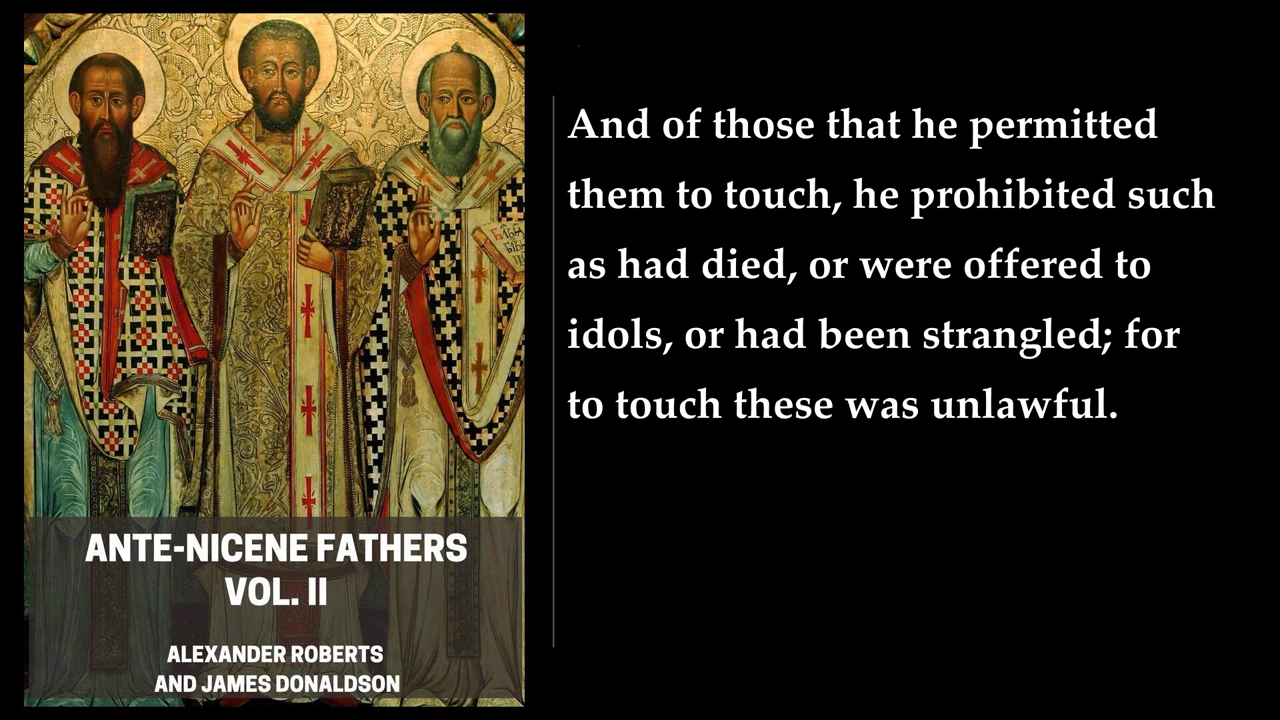 And of those that he permitted
them to touch, he prohibited such
as had died, or were offered to
idols, or had been strangled; for
to touch these was unlawful.
ANTE-NICENE FATHERS
VOL. II
ALEXANDER ROBERTS
AND JAMES DONALDSON